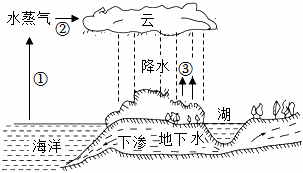 水蒸气 ② 云
①
降水 ③
湖
海洋 下渗 地下水